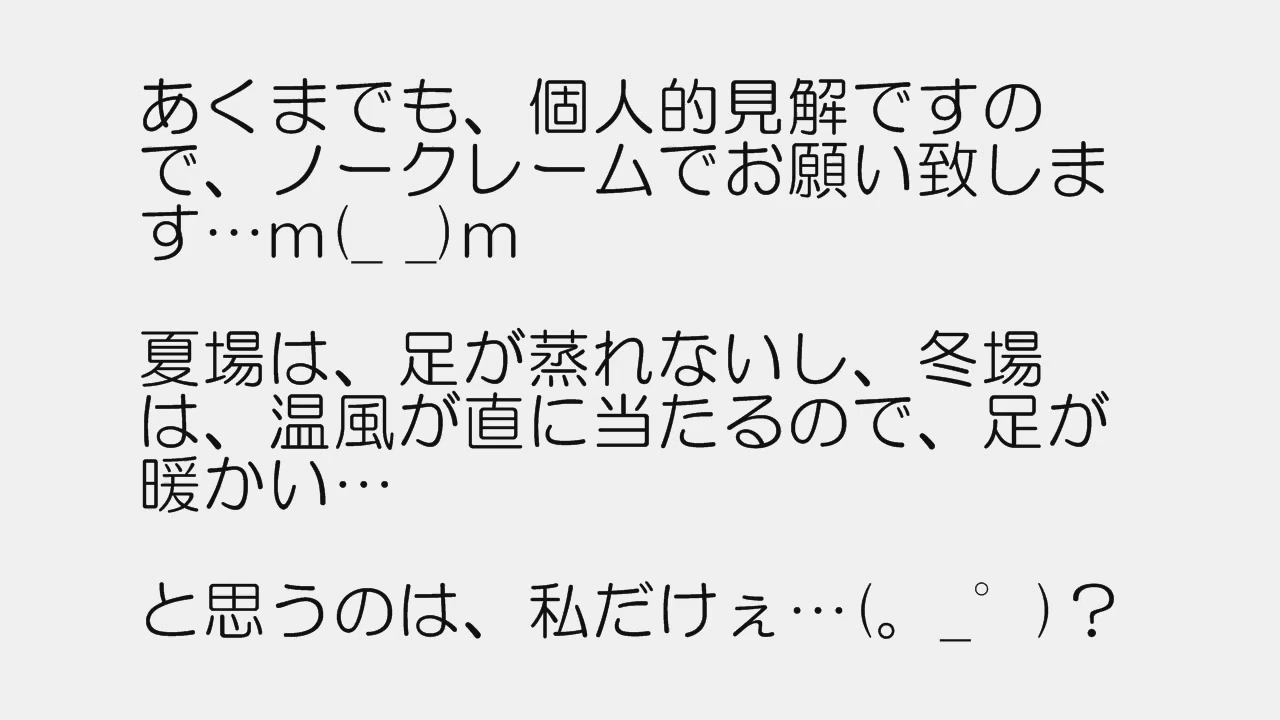 あくまでも、個人的見解ですの
で、ノークレームでお願い致しま
す…m(_ _)m
夏場は、足が蒸れないし、冬場
は、温風が直に当たるので、足が
暖かい…
と思うのは、私だけぇ…(。_゜)？